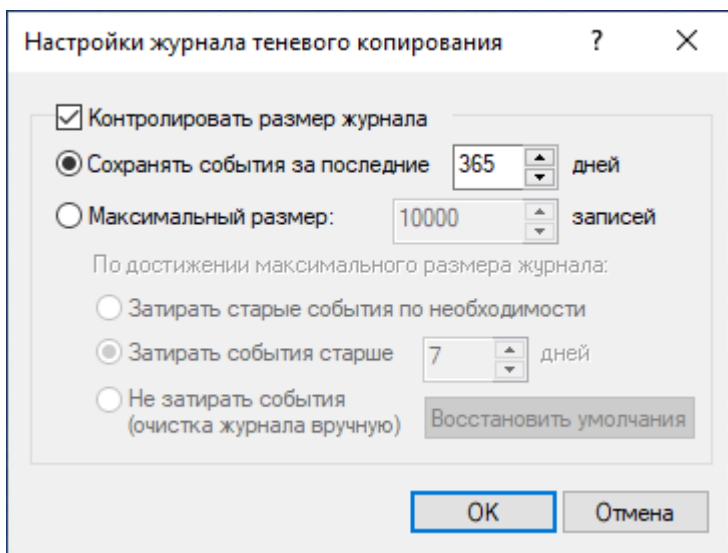 Настройки журнала теневого копирования ?
Контролировать размер журнала
Сохранять события за последние 365 дней
Максимальный размер: 10000 записей
По достижении максимального размера журнала:
Затирать старые события по необходимости
Затирать события старше 7 дней
Не затирать события
(очистка журнала вручную) Восстановить умолчания
OK Отмена